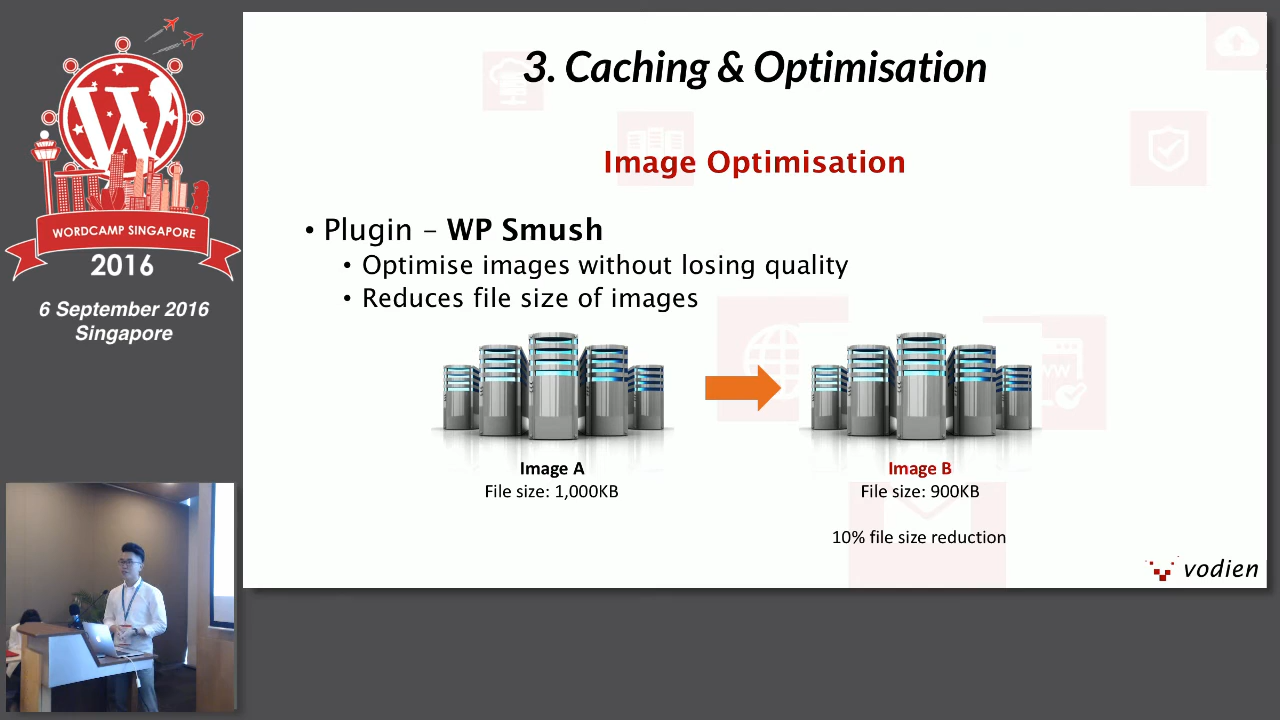 WORDCAMP SINGAPORE
2016
6 September 2016
Singapore
3. Caching & Optimisation
Image Optimisation
• Plugin – WP Smush
• Optimise images without losing quality
• Reduces file size of images
Image A
File size: 1,000KB
Image B
File size: 900KB
10% file size reduction
vodien